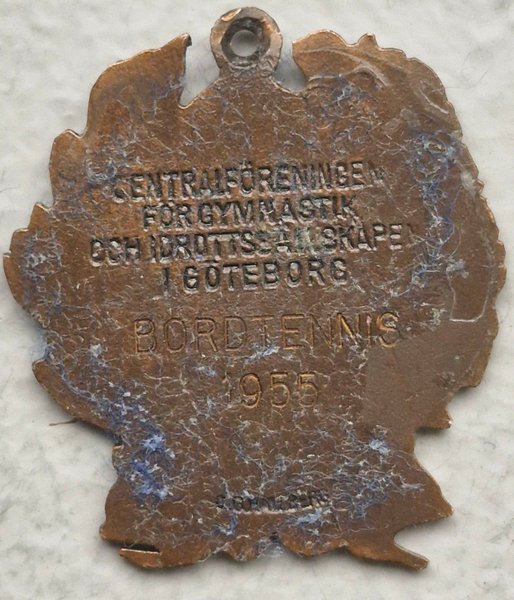 CENTRALFÖRENINGEN
FÖR GYMNASTIK
OCH IDROTTSSÄLLSKAPEN
I GÖTEBORG
BORDTENNIS
1955